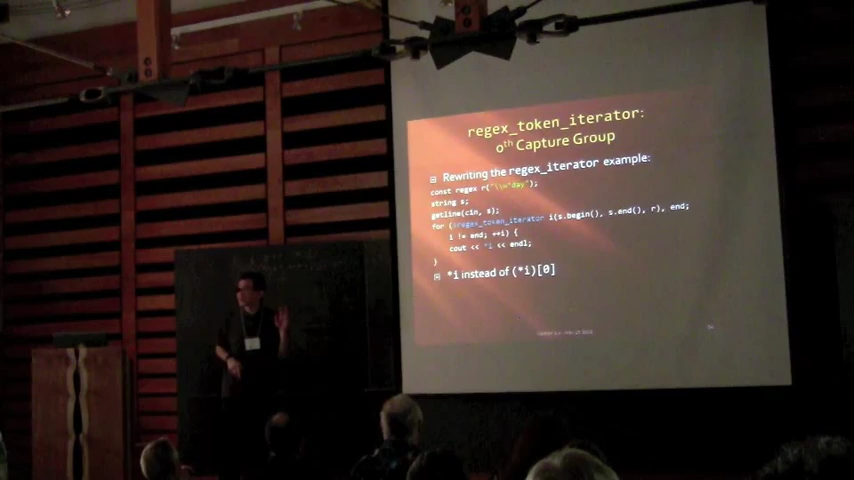 regex_token_iterator:
0th Capture Group
Rewriting the regex_iterator example:
const regex r("\\w*day");
string s;
getline(cin, s);
for (sregex_token_iterator i(s.begin(), s.end(), r), end;
i != end; ++i) {
cout << *i << endl;
}
*i instead of (*i)[0]